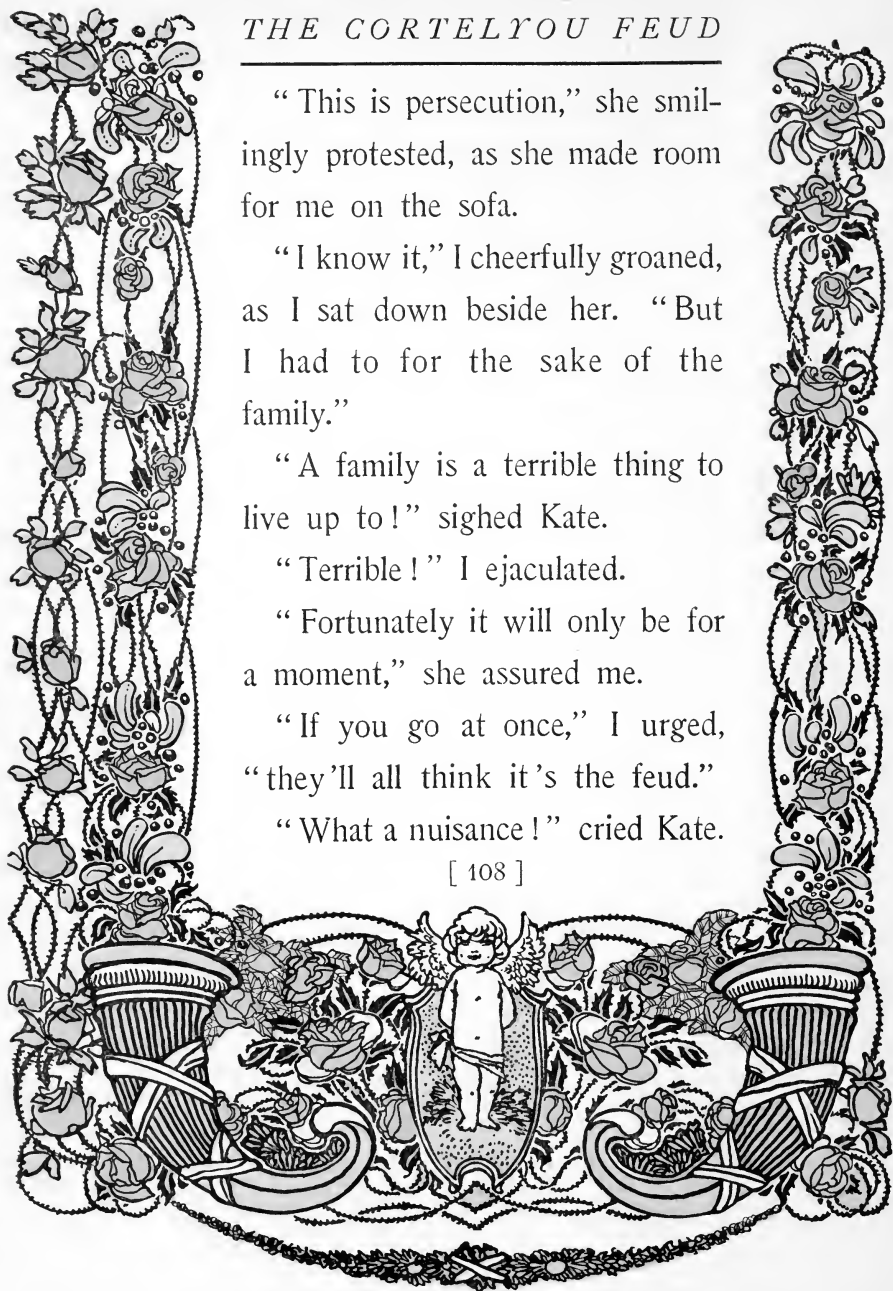 THE CORTELYOU FEUD
“This is persecution,” she smil-
ingly protested, as she made room
for me on the sofa.
“I know it,” I cheerfully groaned,
as I sat down beside her. “But
I had to for the sake of the
family.”
“A family is a terrible thing to
live up to!” sighed Kate.
“Terrible!” I ejaculated.
“Fortunately it will only be for
a moment,” she assured me.
“If you go at once,” I urged,
“they’ll all think it’s the feud.”
“What a nuisance!” cried Kate.
[ 108 ]